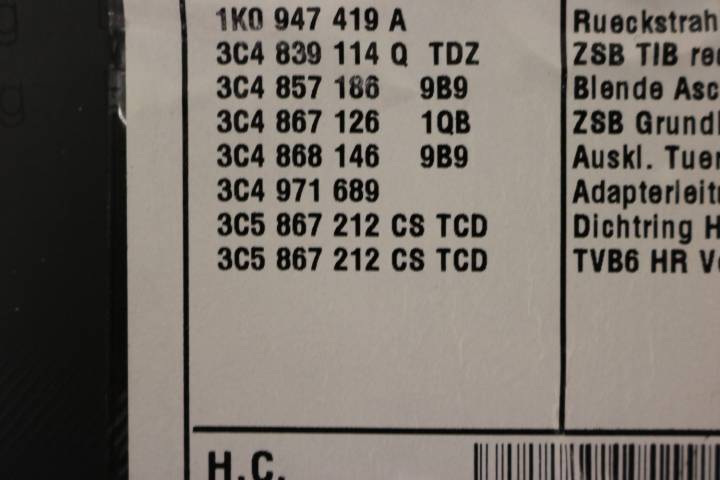 1K0 947 419 A Rueckstrah
3C4 839 114 Q TDZ ZSB TIB re
3C4 857 186 9B9 Blende Asc
3C4 867 126 1QB ZSB Grund
3C4 868 146 9B9 Auskl. Tuer
3C4 971 689 Adapterleit
3C5 867 212 CS TCD Dichtring H
3C5 867 212 CS TCD TVB6 HR V
H.C.